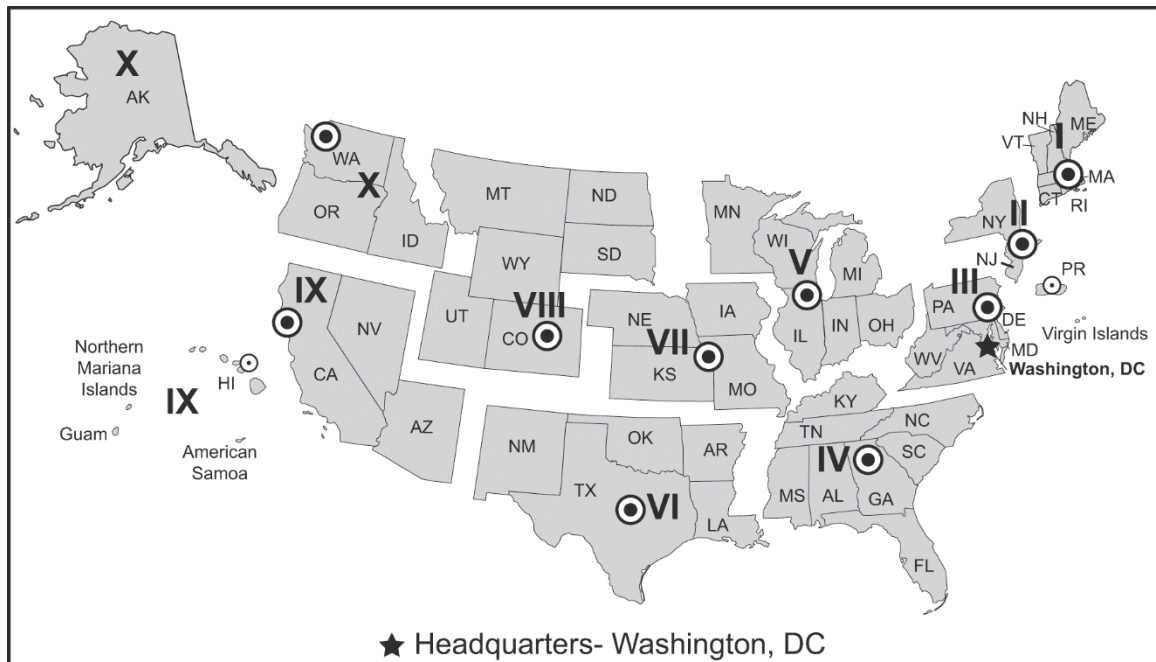 X
AK
WA
X
OR
ID
MT
ND
SD
WY
MN
WI
V
MI
NH
I
ME
VT
MA
CT
RI
II
NY
NJ
PR
Virgin Islands
III
PA
DE
MD
WV
VA
Washington, DC
IX
NV
CA
AZ
UT
VIII
CO
NE
IA
VII
KS
MO
IL
IN
OH
KY
TN
NC
SC
IV
MS
AL
GA
FL
NM
OK
AR
TX
VI
LA
Northern
Mariana
Islands
HI
IX
Guam
American
Samoa
Headquarters- Washington, DC